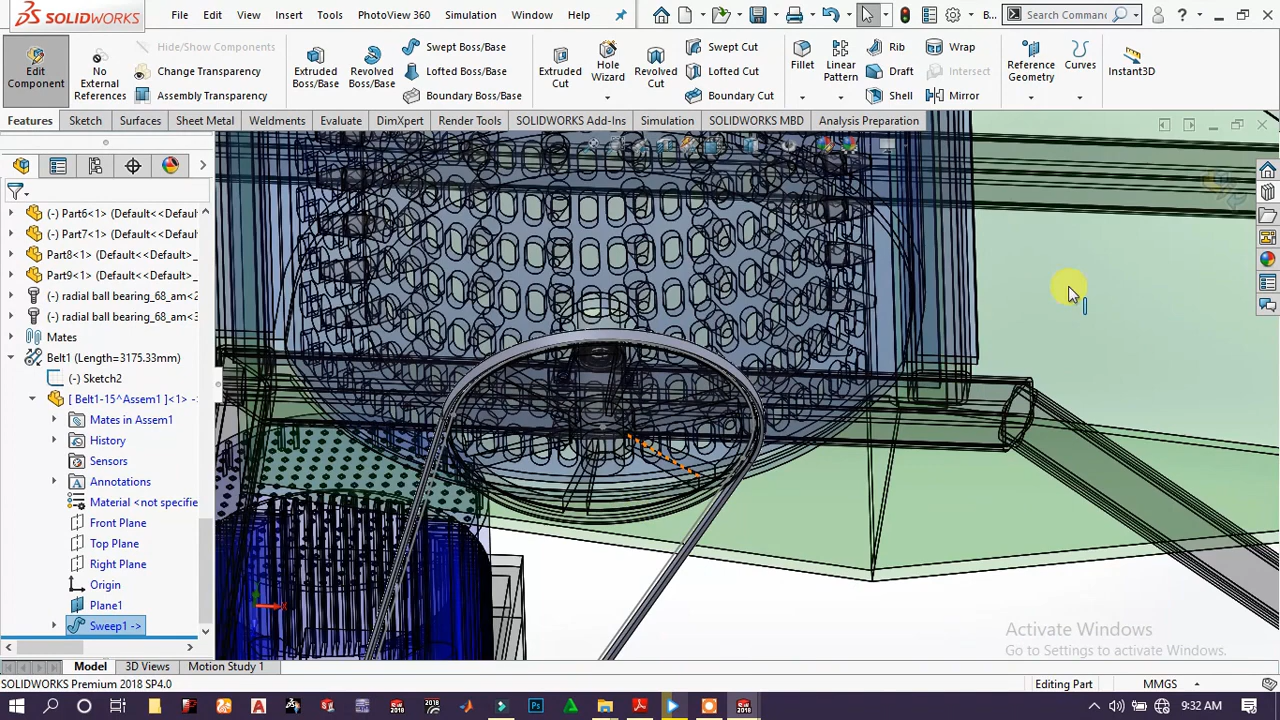 SOLIDWORKS File Edit View Insert Tools PhotoView 360 Simulation Window Help B... Search Commanc
Edit Component No External References Hide/Show Components Change Transparency Assembly Transparency Extruded Boss/Base Revolved Boss/Base Swept Boss/Base Lofted Boss/Base Boundary Boss/Base Extruded Cut Hole Wizard Revolved Cut Swept Cut Lofted Cut Boundary Cut Fillet Linear Pattern Rib Draft Shell Wrap Intersect Mirror Reference Geometry Curves Instant3D
Features Sketch Surfaces Sheet Metal Weldments Evaluate DimXpert Render Tools SOLIDWORKS Add-Ins Simulation SOLIDWORKS MBD Analysis Preparation
(-) Part6<1> (Default<<Defaul
(-) Part7<1> (Default<<Defaul
Part8<1> (Default<<Default>_
Part9<1> (Default<<Default>_
(-) radial ball bearing_68_am<2
(-) radial ball bearing_68_am<3
Mates
Belt1 (Length=3175.33mm)
(-) Sketch2
[ Belt1-15^Assem1 ]<1> ->
Mates in Assem1
History
Sensors
Annotations
Material <not specifie
Front Plane
Top Plane
Right Plane
Origin
Plane1
Sweep1 ->
X
Activate Windows
Go to Settings to activate Windows.
Model 3D Views Motion Study 1
SOLIDWORKS Premium 2018 SP4.0 Editing Part MMGS
9:32 AM